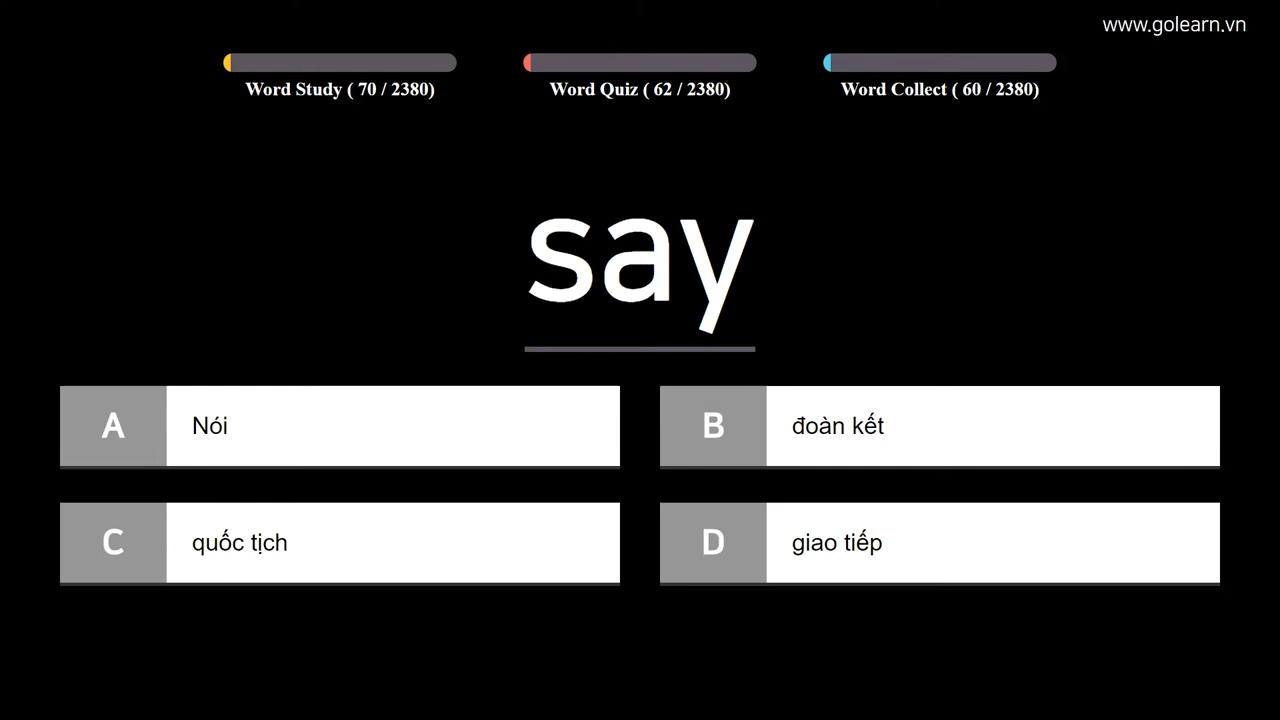 www.golearn.vn
Word Study ( 70 / 2380)
Word Quiz ( 62 / 2380)
Word Collect ( 60 / 2380)
say
A Nói
B đoàn kết
C quốc tịch
D giao tiếp